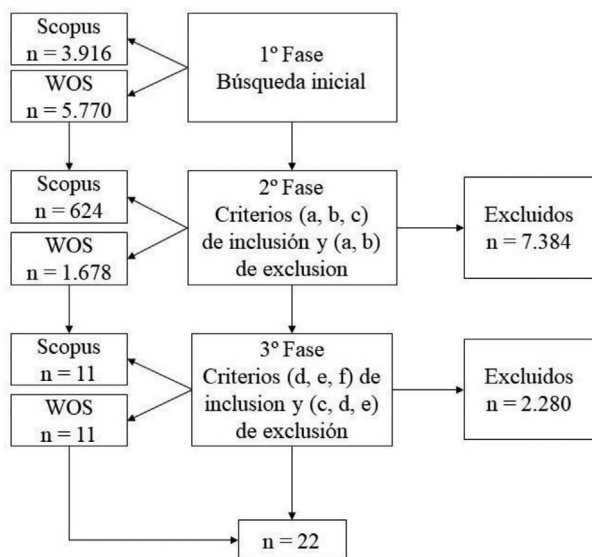 Scopus
n = 3.916
WOS
n = 5.770
1º Fase
Búsqueda inicial
Scopus
n = 624
WOS
n = 1.678
2º Fase
Criterios (a, b, c)
de inclusión y (a, b)
de exclusion
Excluidos
n = 7.384
Scopus
n = 11
WOS
n = 11
3º Fase
Criterios (d, e, f) de
inclusion y (c, d, e)
de exclusión
Excluidos
n = 2.280
n = 22